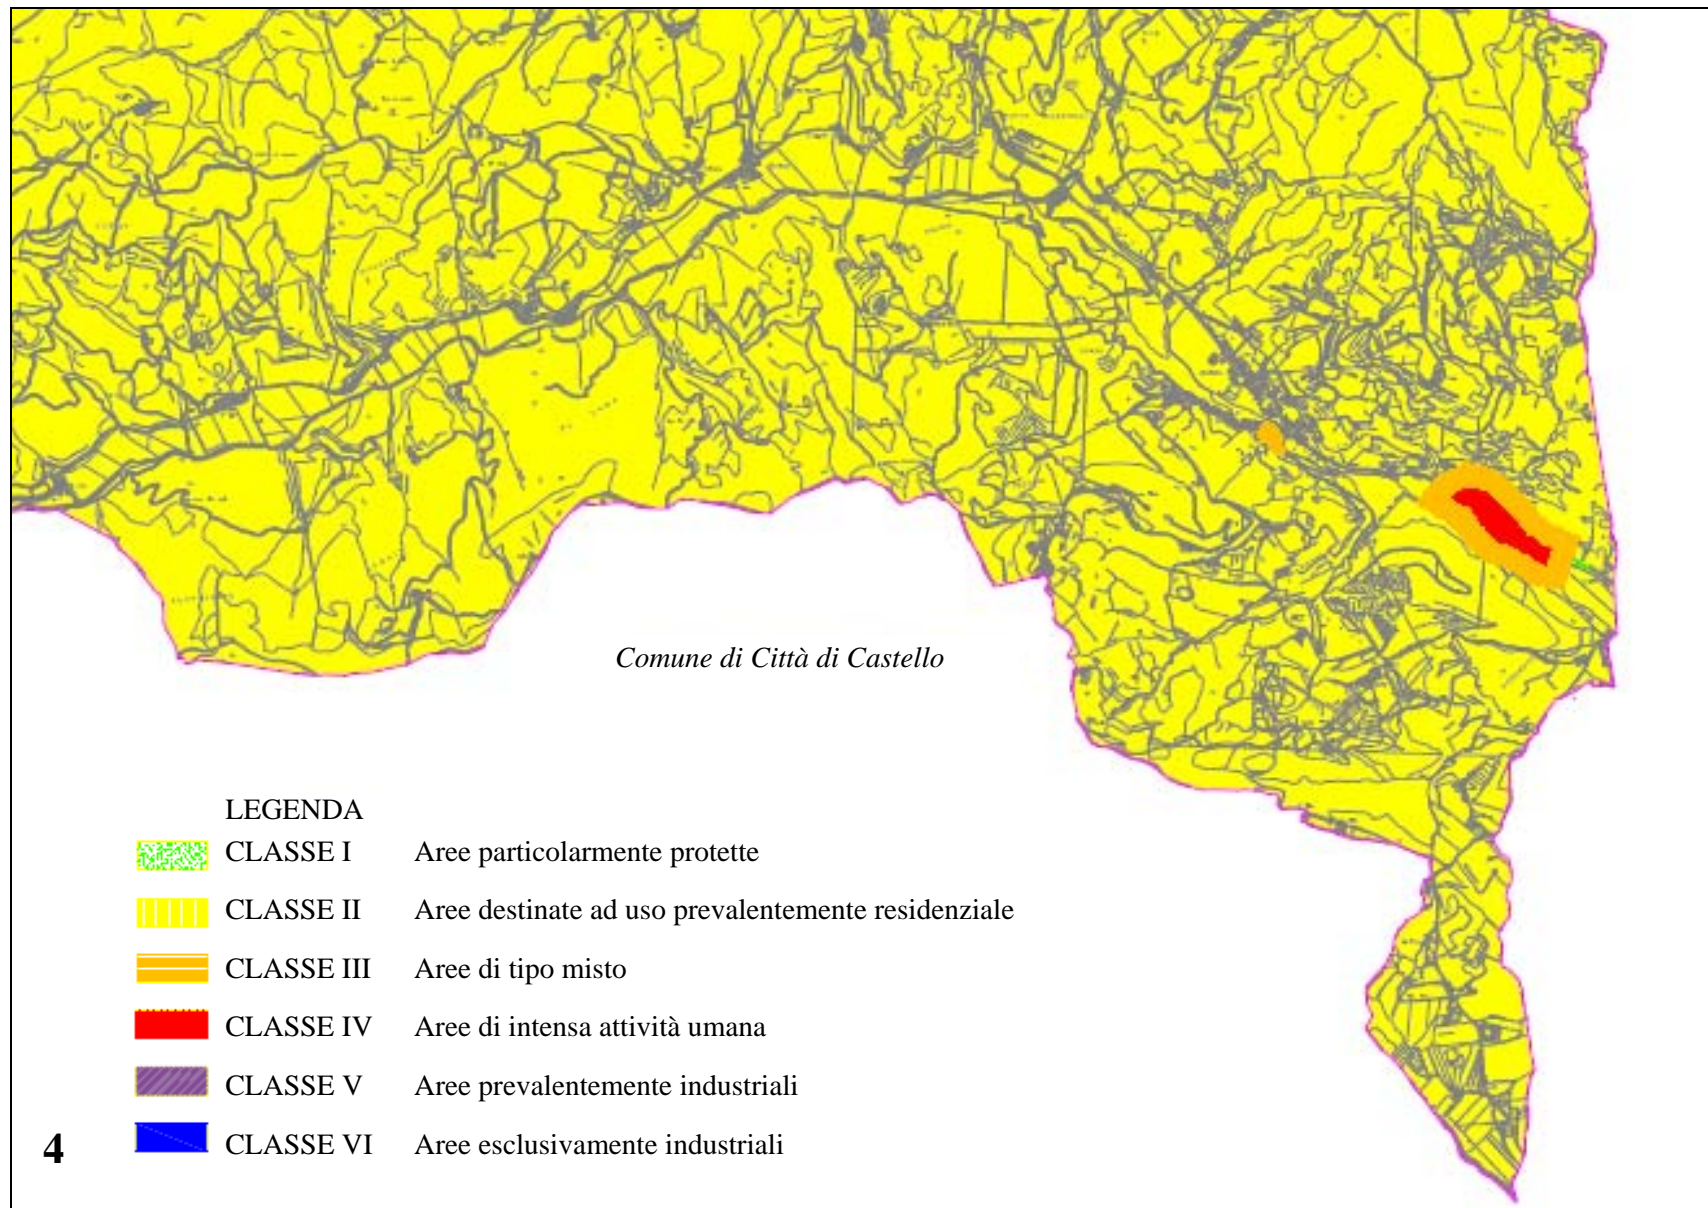 Comune di Città di Castello
LEGENDA
CLASSE I Aree particolarmente protette
CLASSE II Aree destinate ad uso prevalentemente residenziale
CLASSE III Aree di tipo misto
CLASSE IV Aree di intensa attività umana
CLASSE V Aree prevalentemente industriali
CLASSE VI Aree esclusivamente industriali
4